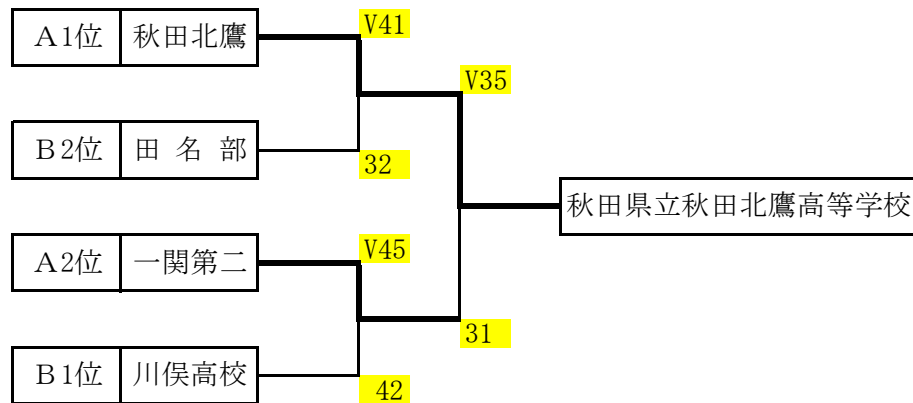 A1位 秋田北鷹
V41
V35
B2位 田名部
32
秋田県立秋田北鷹高等学校
A2位 一関第二
V45
31
B1位 川俣高校
42